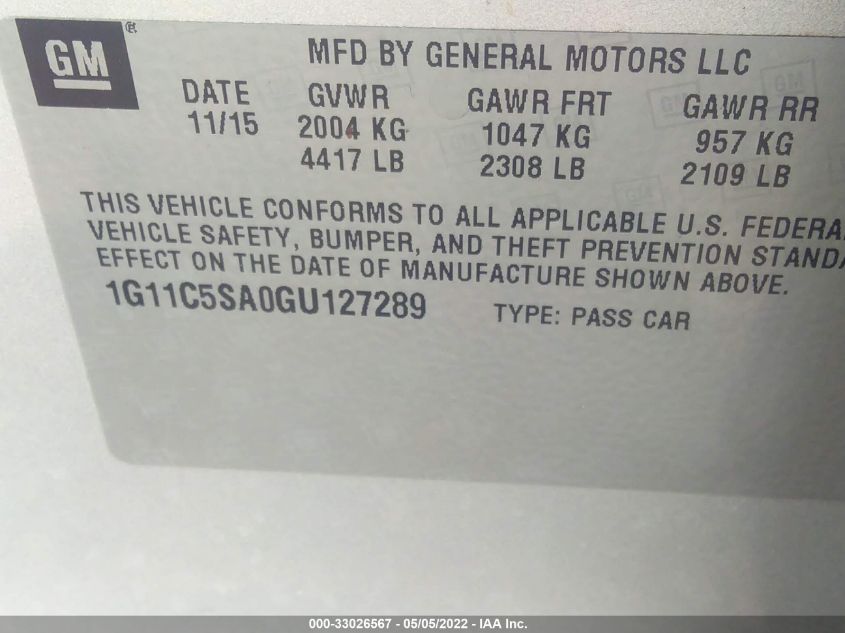 GM
MFD BY GENERAL MOTORS LLC
DATE GVWR GAWR FRT GAWR RR
11/15 2004 KG 1047 KG 957 KG
4417 LB 2308 LB 2109 LB
THIS VEHICLE CONFORMS TO ALL APPLICABLE U.S. FEDERA
VEHICLE SAFETY, BUMPER, AND THEFT PREVENTION STANDA
EFFECT ON THE DATE OF MANUFACTURE SHOWN ABOVE.
1G11C5SA0GU127289 TYPE: PASS CAR
000-33026567 - 05/05/2022 - IAA Inc.